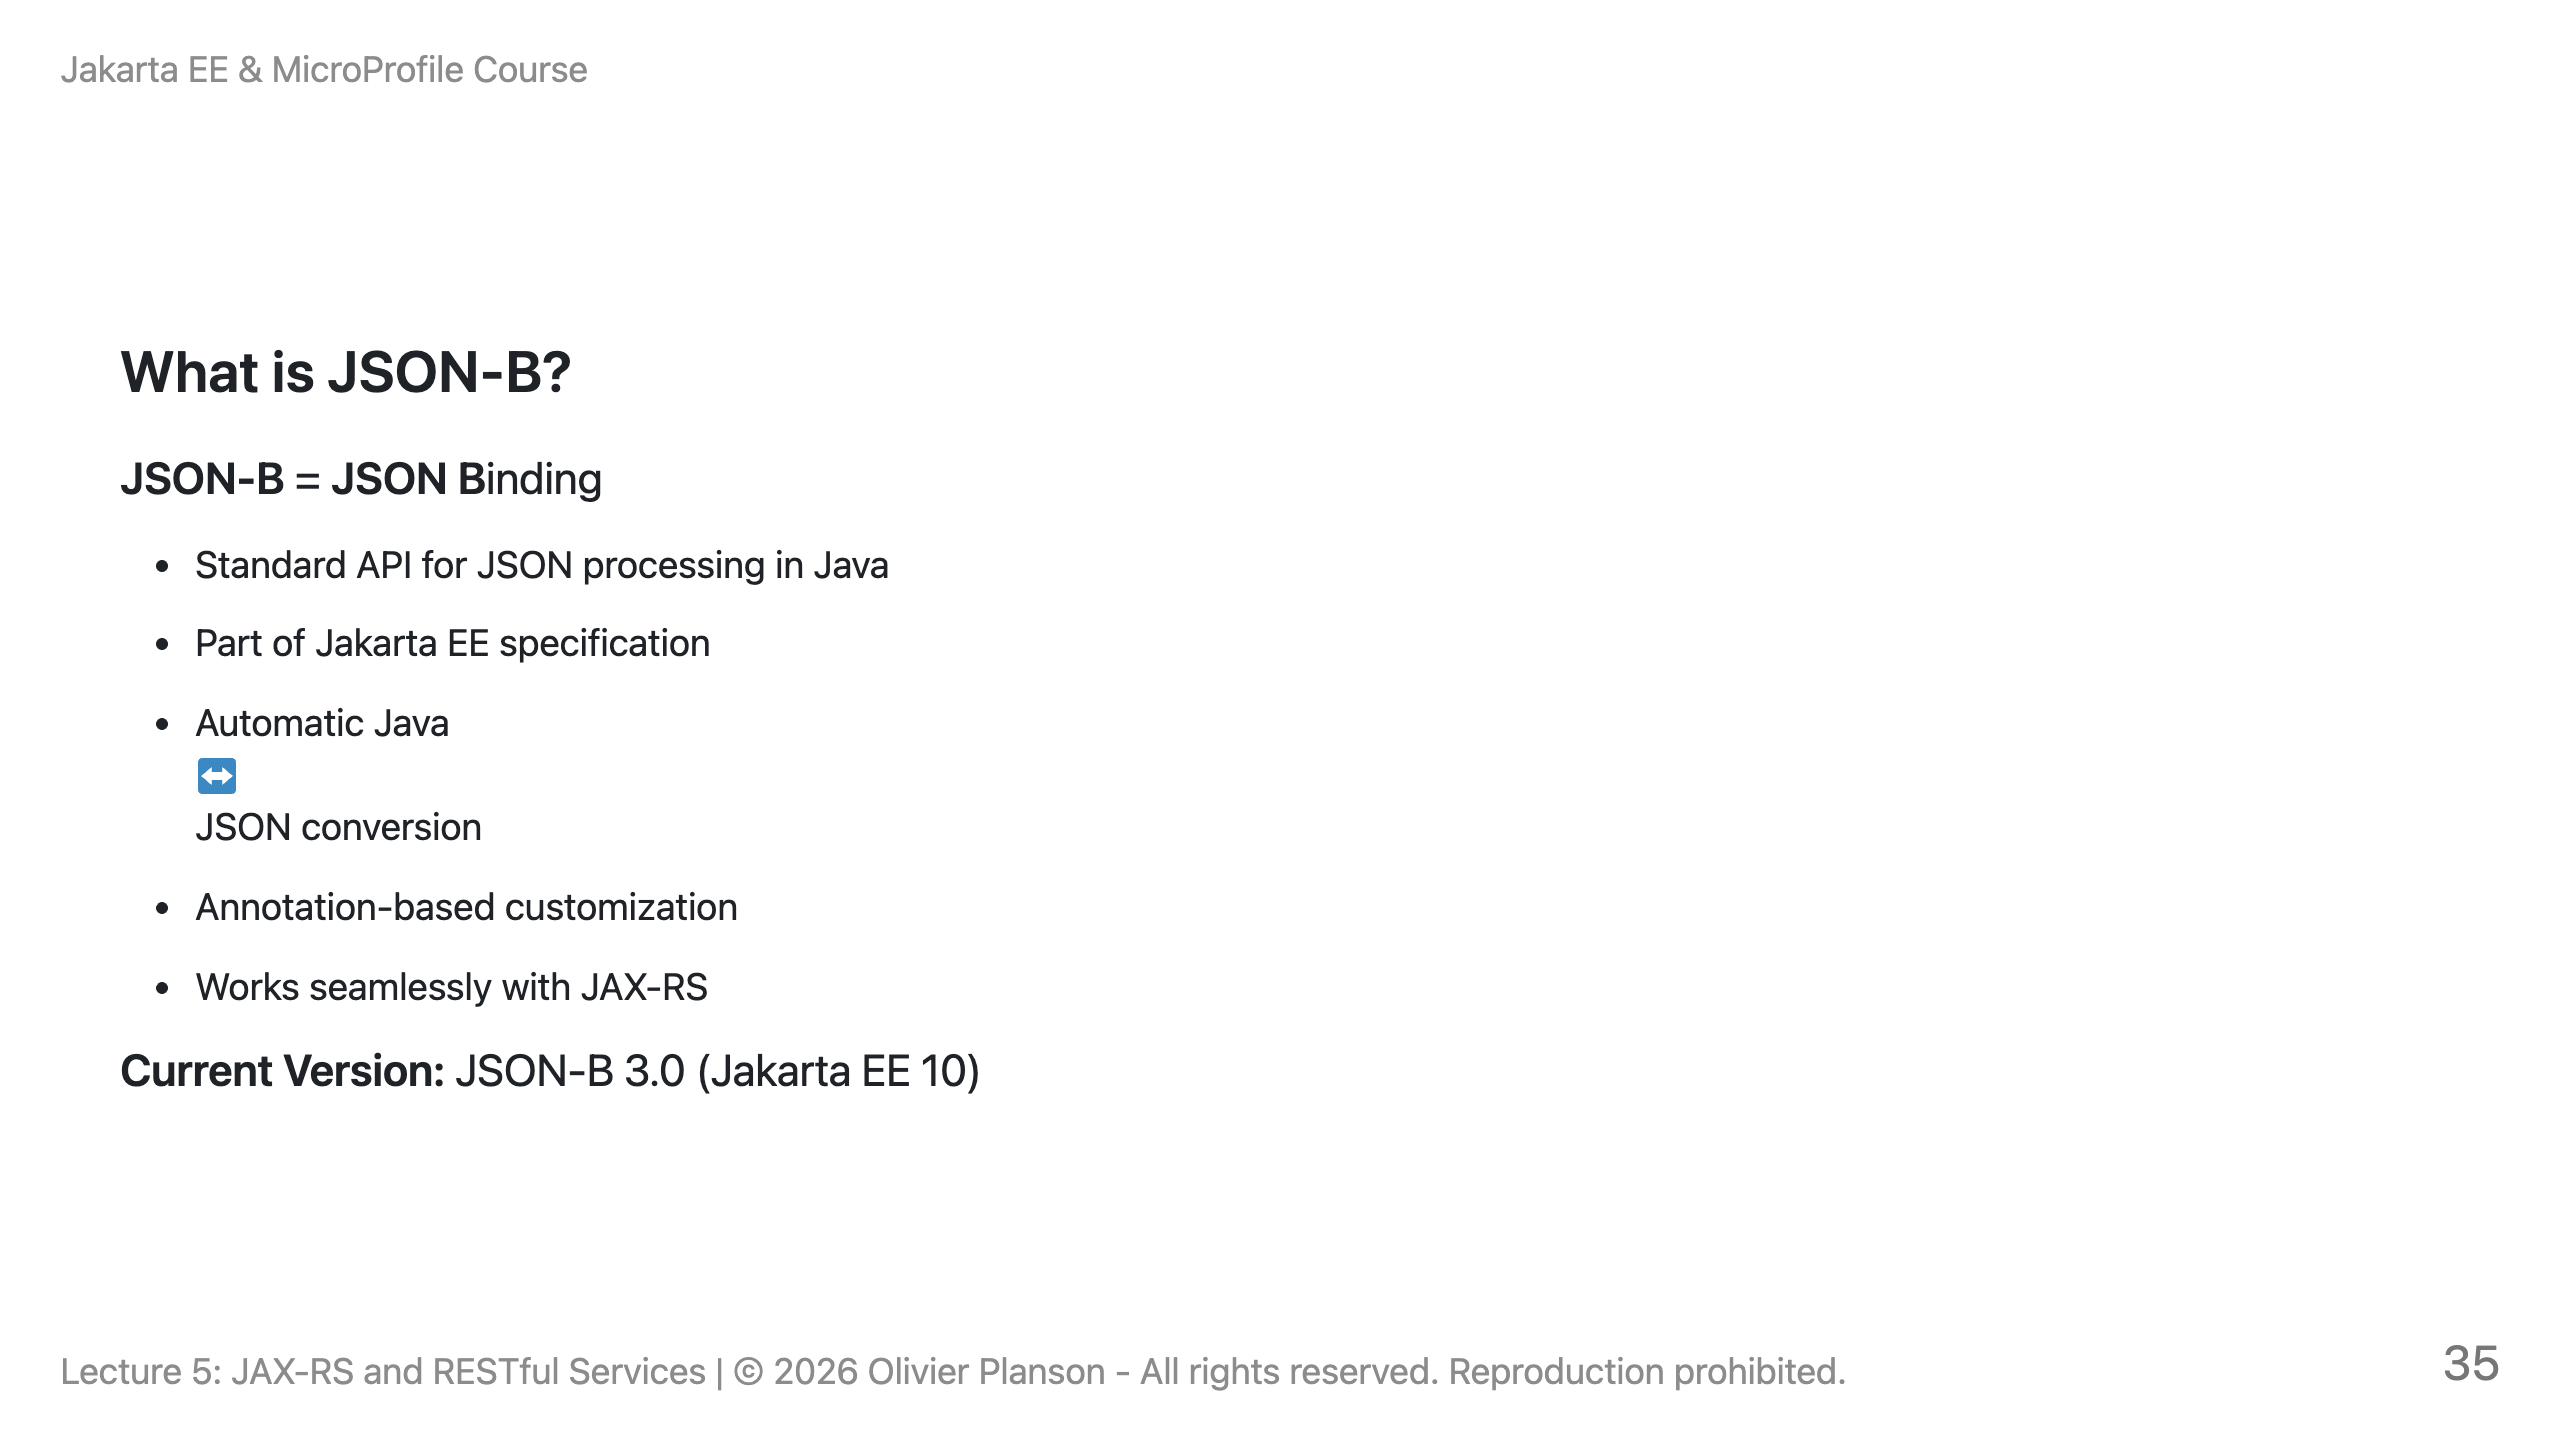 Jakarta EE & MicroProfile Course
What is JSON-B?
JSON-B = JSON Binding
• Standard API for JSON processing in Java
• Part of Jakarta EE specification
• Automatic Java
↔️
JSON conversion
• Annotation-based customization
• Works seamlessly with JAX-RS
Current Version: JSON-B 3.0 (Jakarta EE 10)
Lecture 5: JAX-RS and RESTful Services | © 2026 Olivier Planson - All rights reserved. Reproduction prohibited.
35